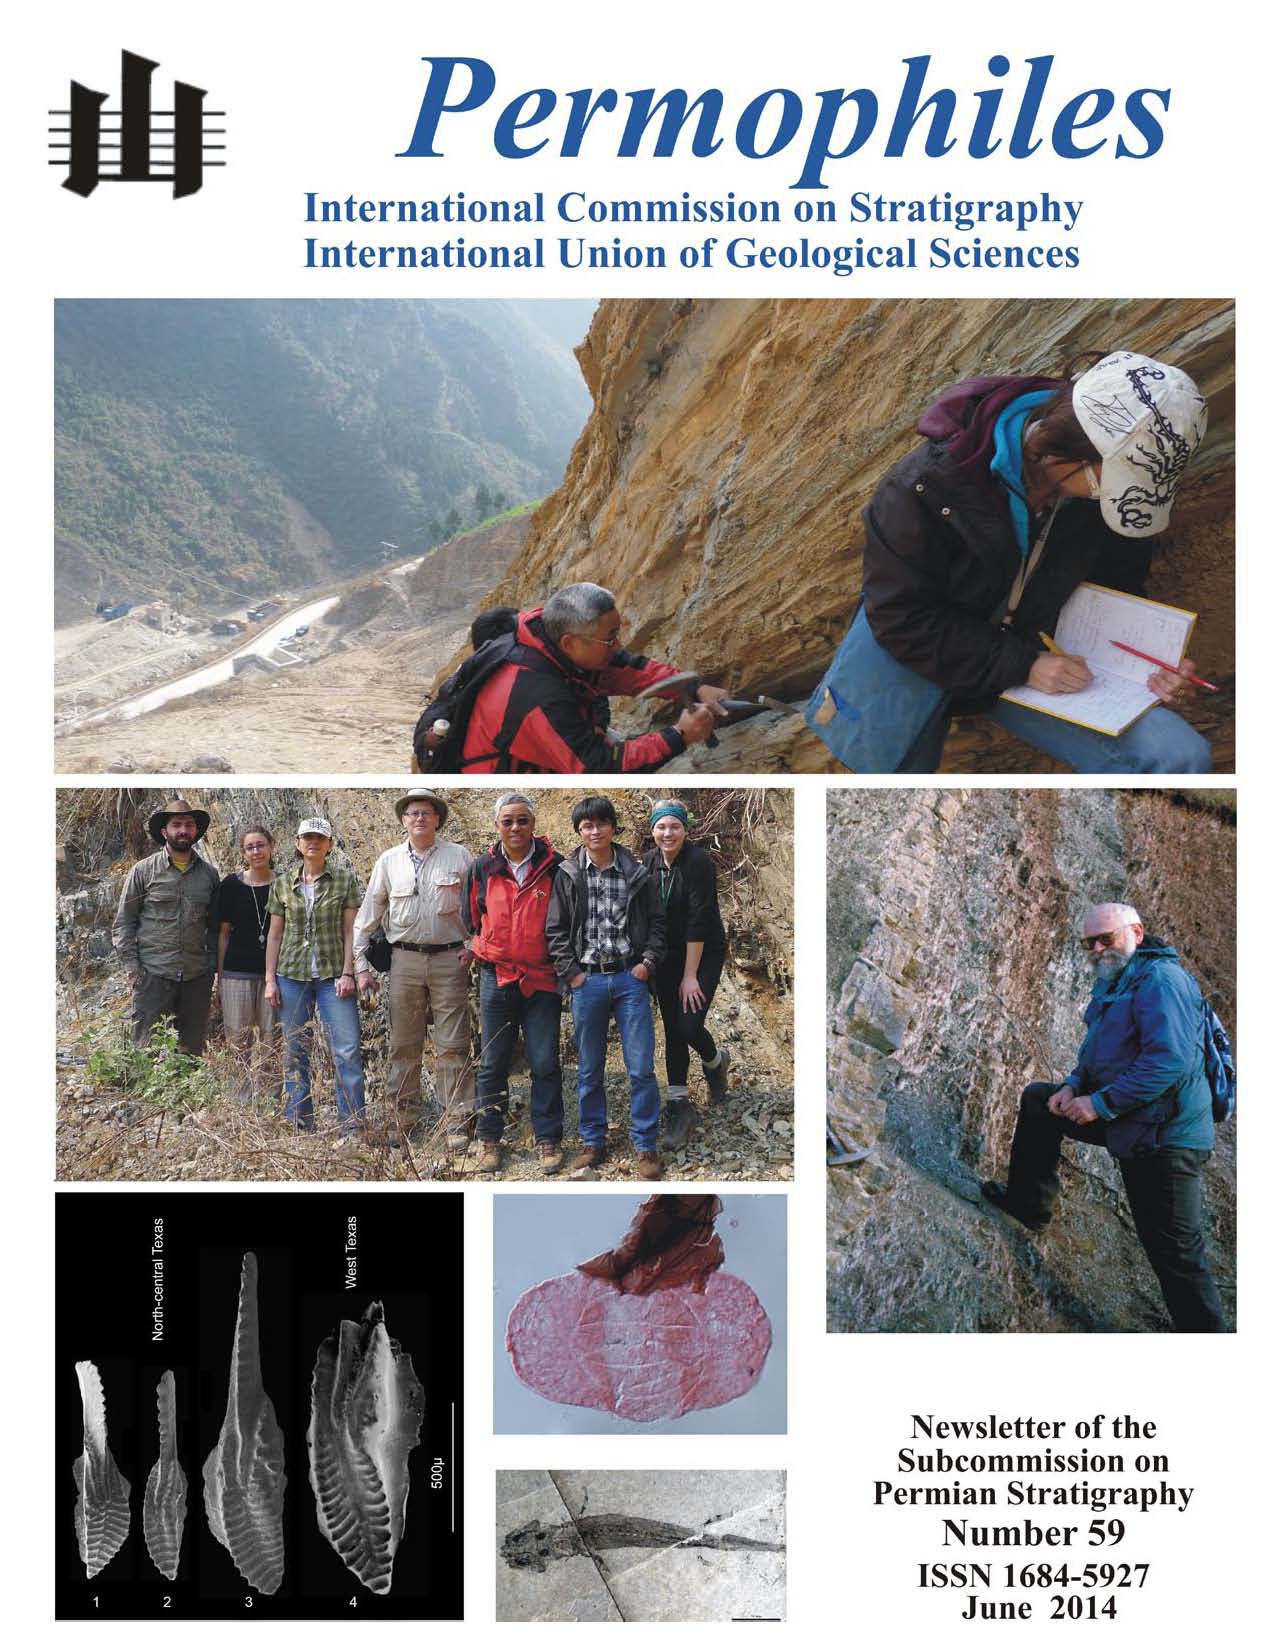 Permophiles
International Commission on Stratigraphy
International Union of Geological Sciences
North-central Texas
West Texas
500µ
1
2
3
4
Newsletter of the
Subcommission on
Permian Stratigraphy
Number 59
ISSN 1684-5927
June 2014